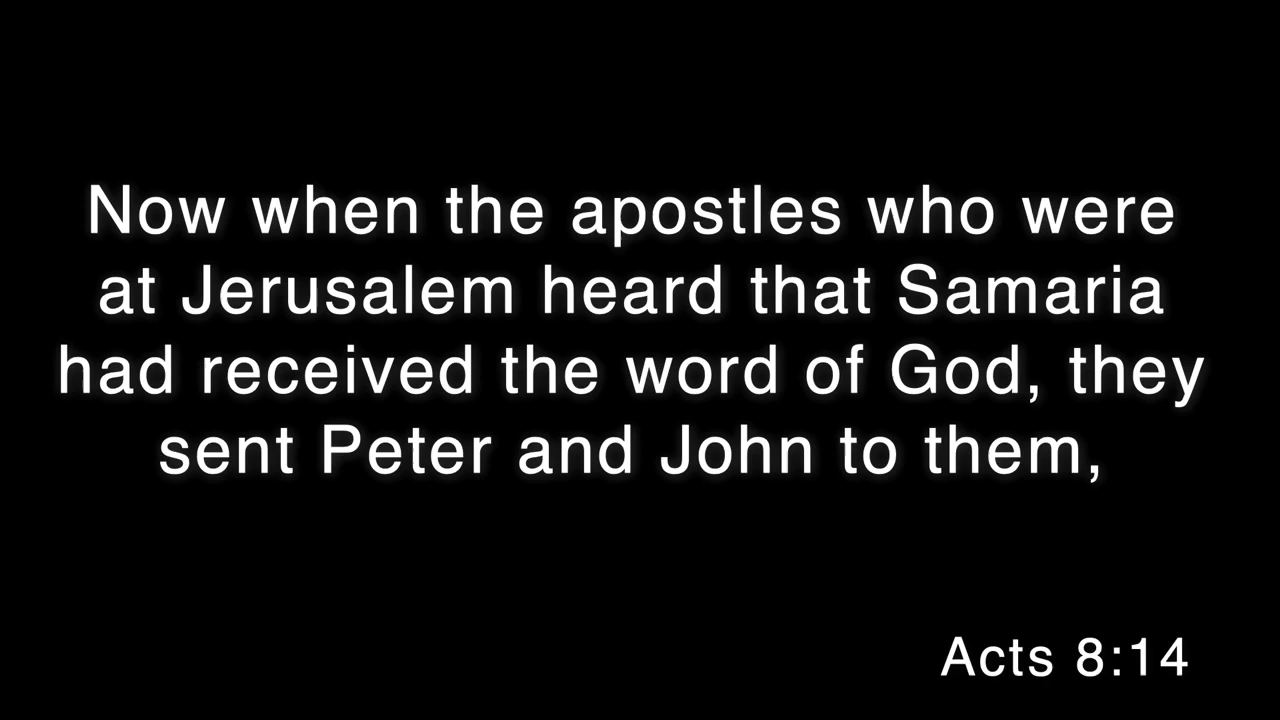 Now when the apostles who were
at Jerusalem heard that Samaria
had received the word of God, they
sent Peter and John to them,
Acts 8:14